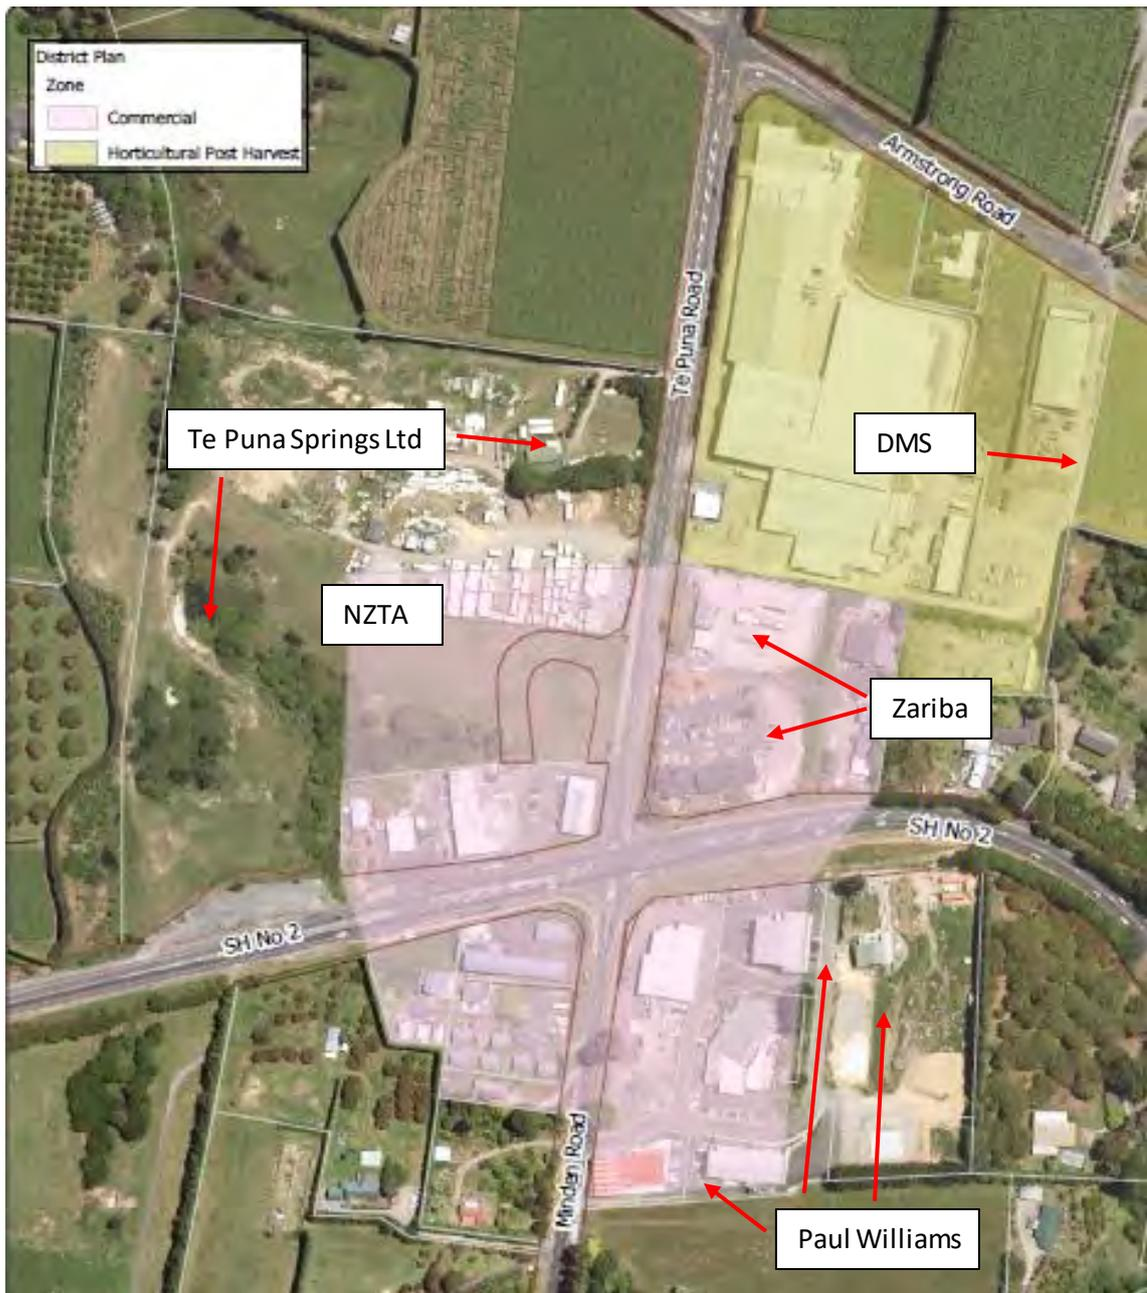 District Plan
Zone
Commercial
Horticultural Post Harvest
Armstrong Road
Te Puna Road
Te Puna Springs Ltd
DMS
NZTA
Zariba
SH No 2
SH No 2
Minden Road
Paul Williams